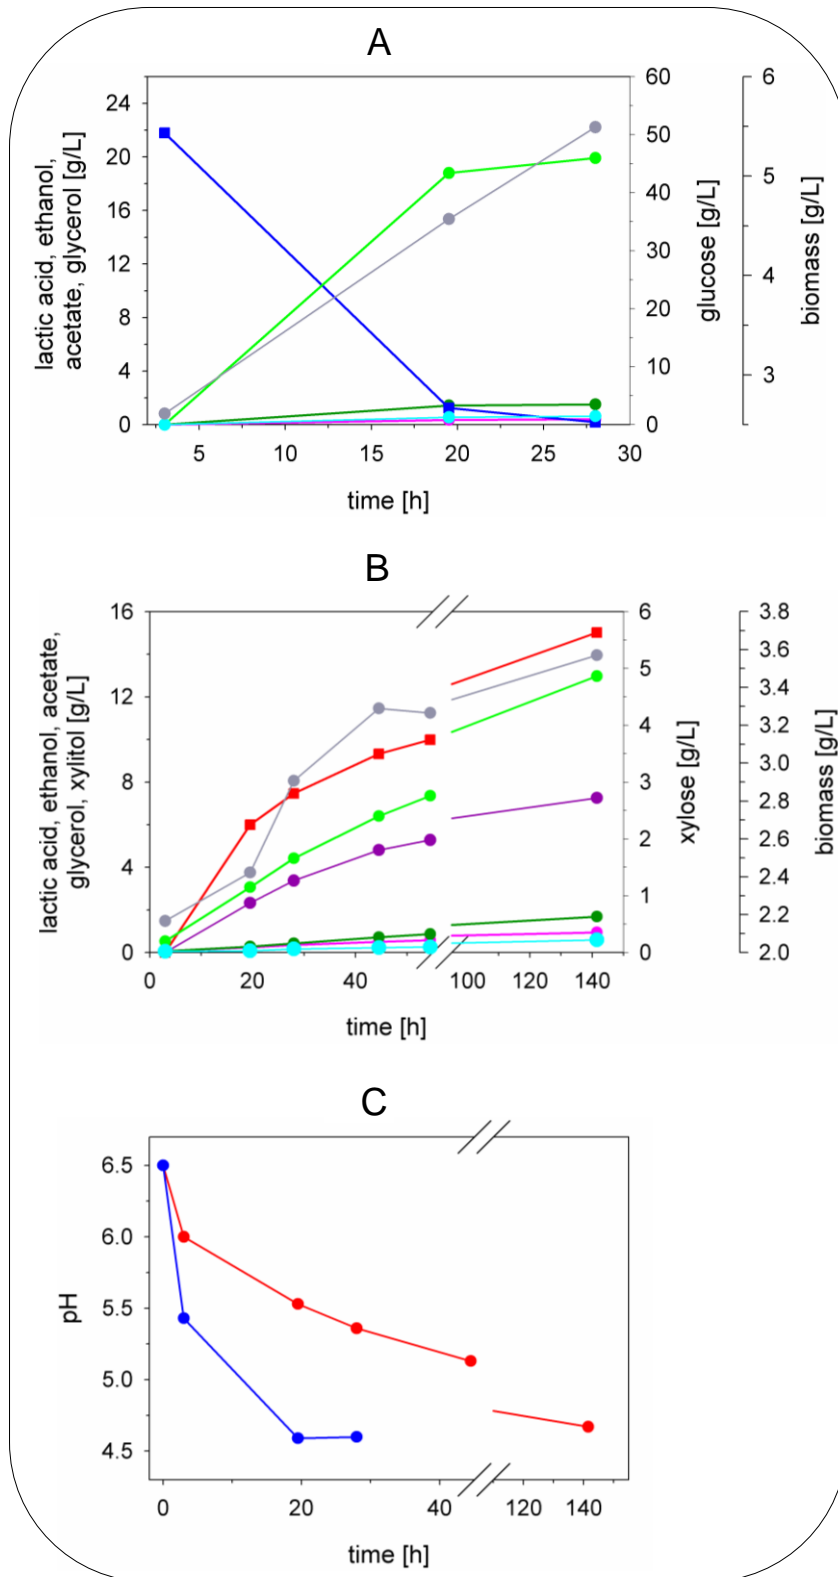 A
lactic acid, ethanol,
acetate, glycerol [g/L]
24
20
16
12
8
4
0
60
50
40
30
20
10
0
glucose [g/L]
6
5
4
3
biomass [g/L]
5 10 15 20 25 30
time [h]
B
lactic acid, ethanol, acetate,
glycerol, xylitol [g/L]
16
12
8
4
0
6
5
4
3
2
1
0
xylose [g/L]
3.8
3.6
3.4
3.2
3.0
2.8
2.6
2.4
2.2
2.0
biomass [g/L]
0 20 40 100 120 140
time [h]
C
pH
6.5
6.0
5.5
5.0
4.5
0 20 40 120 140
time [h]